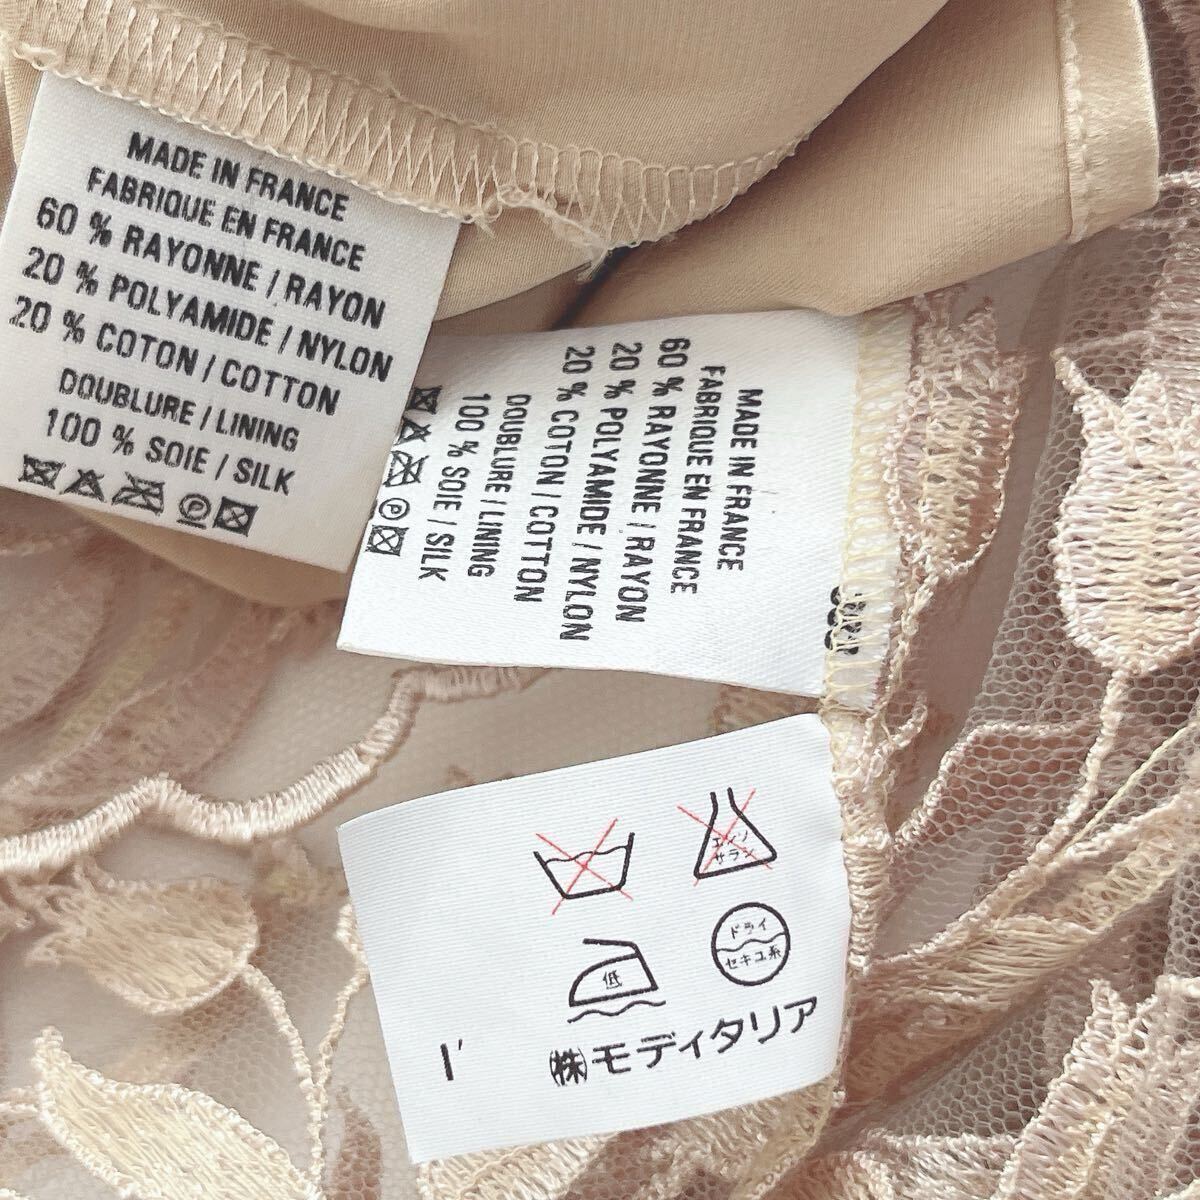 MADE IN FRANCE
FABRIQUE EN FRANCE
60 % RAYONNE / RAYON
20 % POLYAMIDE / NYLON
20 % COTON / COTTON
DOUBLURE / LINING
100 % SOIE / SILK
P
MADE IN FRANCE
FABRIQUE EN FRANCE
60 % RAYONNE / RAYON
20 % POLYAMIDE / NYLON
20 % COTON / COTTON
DOUBLURE / LINING
100 % SOIE / SILK
P
エンソ
サラシ
低
ドライ
セキユ系
I'
㈱モディタリア